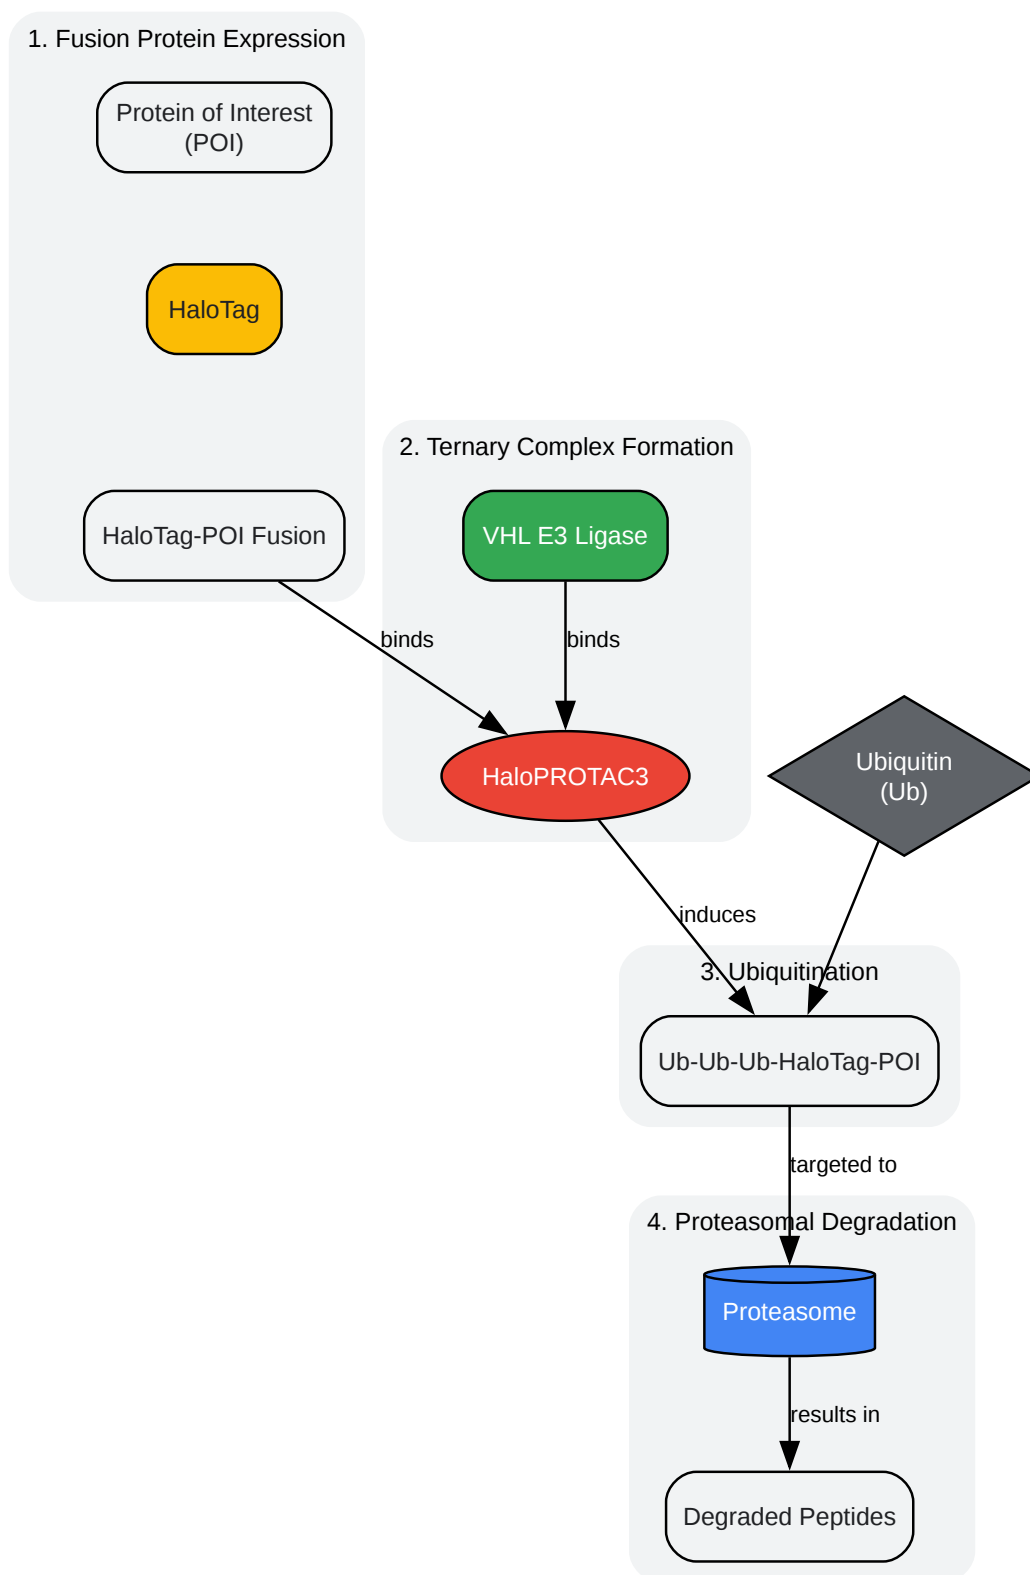 1. Fusion Protein Expression
Protein of Interest
(POI)
HaloTag
HaloTag-POI Fusion
2. Ternary Complex Formation
VHL E3 Ligase
binds
binds
HaloPROTAC3
Ubiquitin
(Ub)
induces
3. Ubiquitination
Ub-Ub-Ub-HaloTag-POI
targeted to
4. Proteasomal Degradation
Proteasome
results in
Degraded Peptides